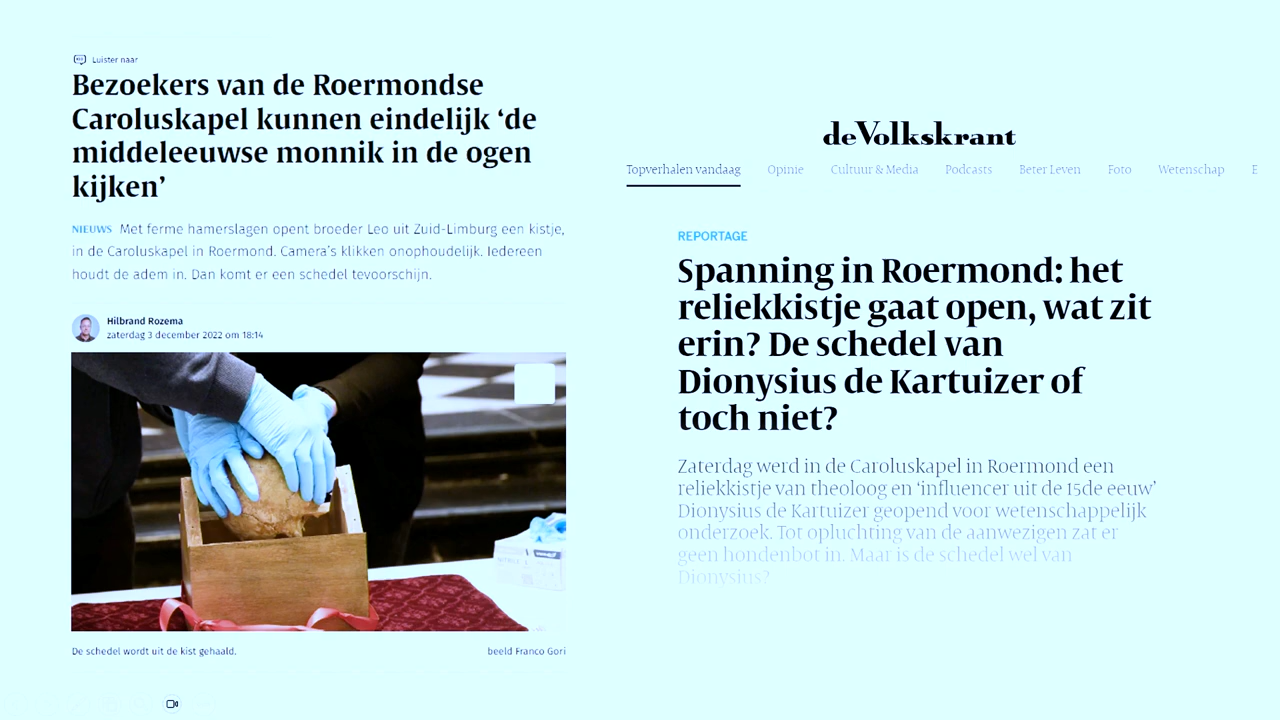 Luister naar
Bezoekers van de Roermondse
Caroluskapel kunnen eindelijk ‘de
middeleeuwse monnik in de ogen
kijken’
NIEUWS Met ferme hamerslagen opent broeder Leo uit Zuid-Limburg een kistje,
in de Caroluskapel in Roermond. Camera’s klikken onophoudelijk. Iedereen
houdt de adem in. Dan komt er een schedel tevoorschijn.
Hilbrand Rozema
zaterdag 3 december 2022 om 18:14
De schedel wordt uit de kist gehaald.
beeld Franco Gori
deVolkskrant
Topverhalen vandaag Opinie Cultuur & Media Podcasts Beter Leven Foto Wetenschap E
REPORTAGE
Spanning in Roermond: het
reliekkistje gaat open, wat zit
erin? De schedel van
Dionysius de Kartuizer of
toch niet?
Zaterdag werd in de Caroluskapel in Roermond een
reliekkistje van theoloog en ‘influencer uit de 15de eeuw’
Dionysius de Kartuizer geopend voor wetenschappelijk
onderzoek. Tot opluchting van de aanwezigen zat er
geen hondenbot in. Maar is de schedel wel van
Dionysius?